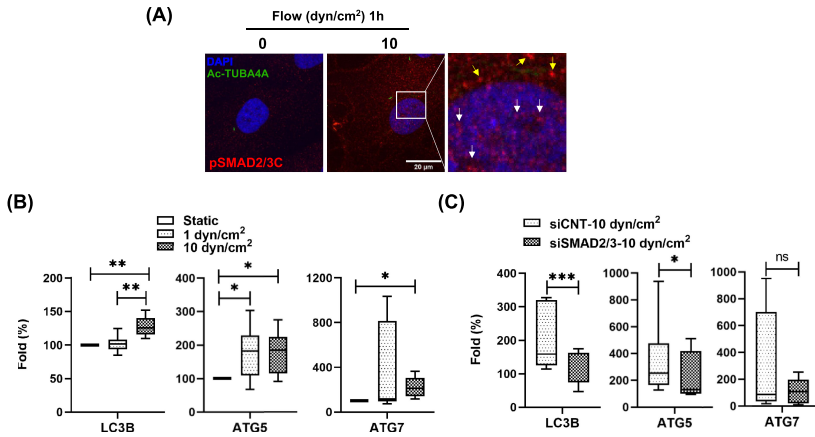 (A)
Flow (dyn/cm²) 1h
0 10
DAPI
Ac-TUBA4A
pSMAD2/3C
20 μm
(B)
Static
1 dyn/cm²
10 dyn/cm²
Fold (%)
200
150
100
50
0
** **
LC3B
400
300
200
100
0
* *
ATG5
1200
800
400
0
*
ATG7
(C)
siCNT-10 dyn/cm²
siSMAD2/3-10 dyn/cm²
Fold (%)
400
300
200
100
0
***
LC3B
1000
800
600
400
200
0
*
ATG5
1000
800
600
400
200
0
ns
ATG7